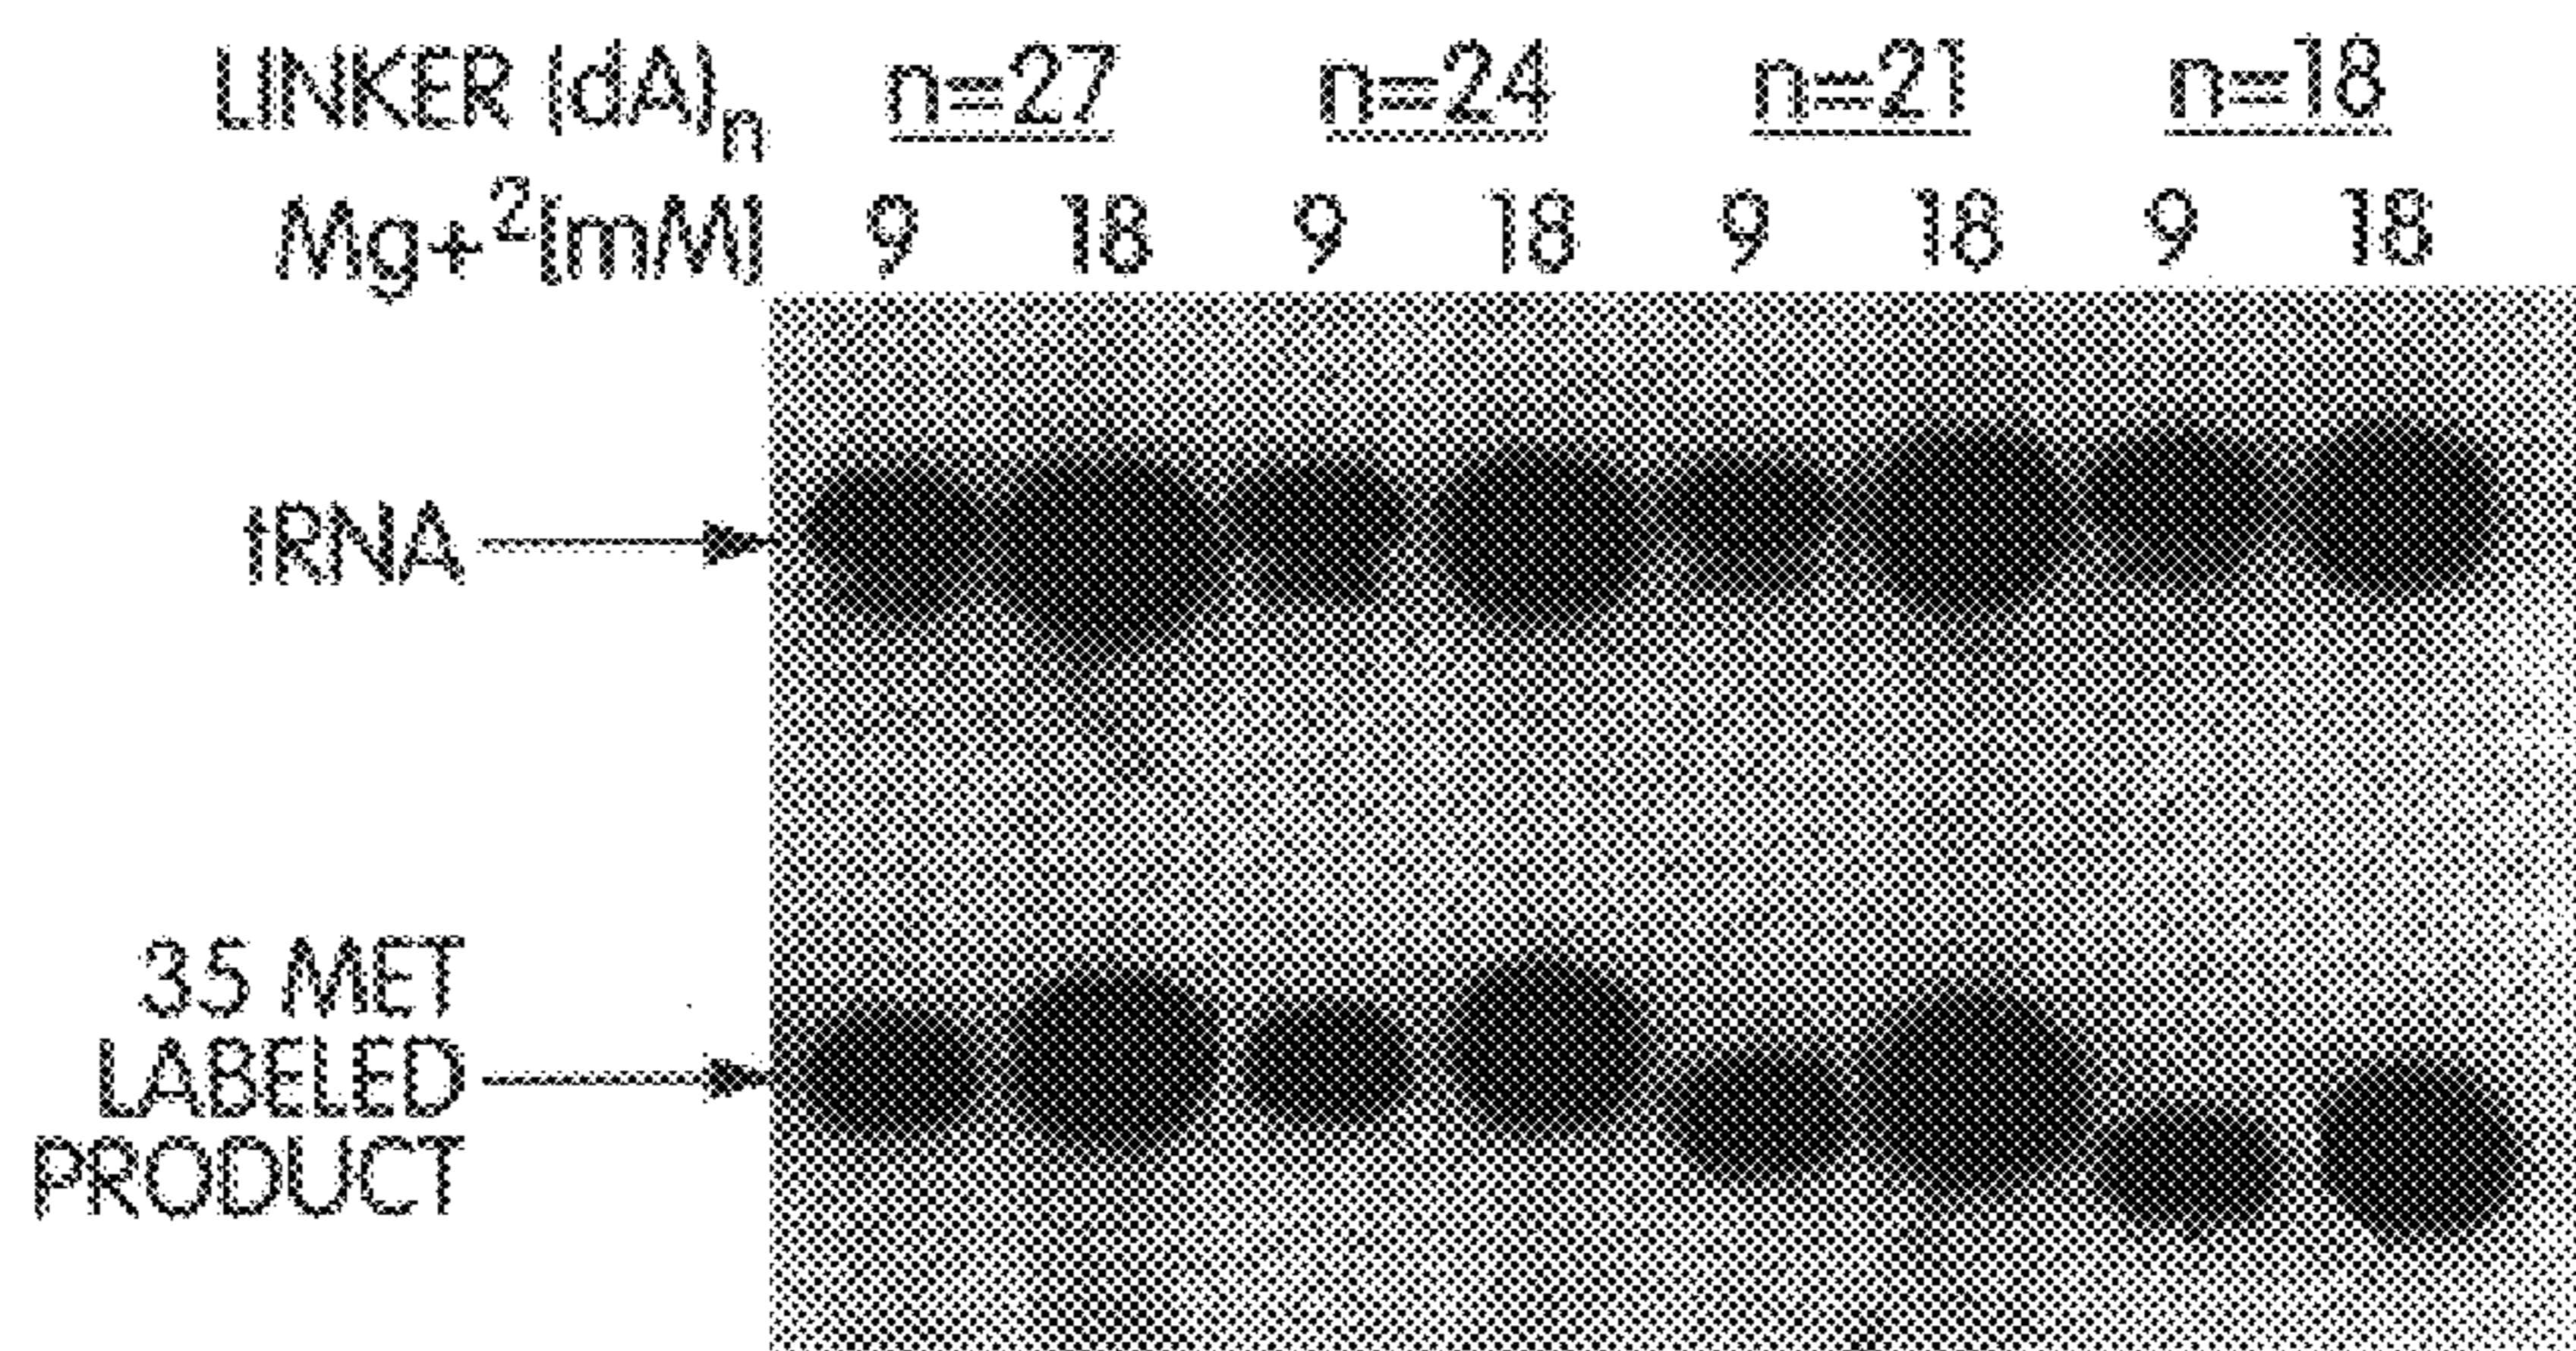 LINKER (dA)n n=27 n=24 n=21 n=18
Mg+2[mM] 9 18 9 18 9 18 9 18
tRNA
35 MET
LABELED
PRODUCT